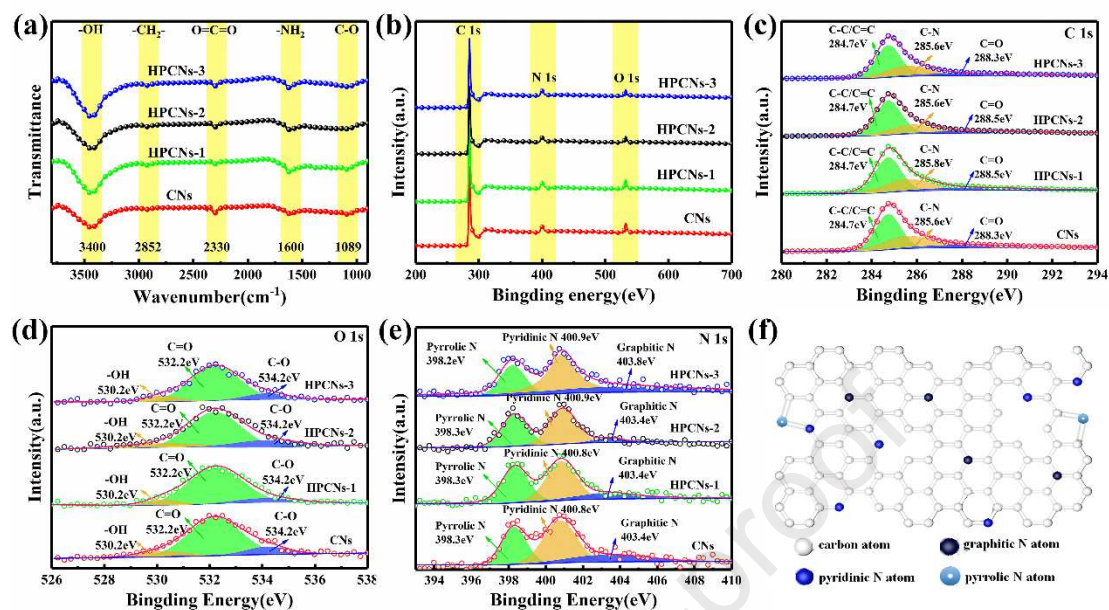 (a)
-OH
-CH2-
O=C=O
-NH2
C-O
HPCNs-3
HPCNs-2
HPCNs-1
CNs
3400
2852
2330
1600
1089
Transmittance
3500 3000 2500 2000 1500 1000
Wavenumber(cm-1)
(b)
C 1s
N 1s
O 1s
HPCNs-3
HPCNs-2
HPCNs-1
CNs
Intensity(a.u.)
200 300 400 500 600 700
Bingding energy(eV)
(c)
C 1s
C-C/C=C
284.7eV
C-N
285.6eV
C=O
288.3eV
HPCNs-3
C-C/C=C
284.7eV
C-N
285.6eV
C=O
288.5eV
HPCNs-2
C-C/C=C
284.7eV
C-N
285.8eV
C=O
288.5eV
HPCNs-1
C-C/C=C
284.7eV
C-N
285.6eV
C=O
288.3eV
CNs
Intensity(a.u.)
280 282 284 286 288 290 292 294
Bingding Energy(eV)
(d)
O 1s
-OH
530.2eV
C=O
532.2eV
C-O
534.2eV
HPCNs-3
-OH
530.2eV
C=O
532.2eV
C-O
534.2eV
HPCNs-2
-OH
530.2eV
C=O
532.2eV
C-O
534.2eV
HPCNs-1
-OH
530.2eV
C=O
532.2eV
C-O
534.2eV
CNs
Intensity(a.u.)
526 528 530 532 534 536 538
Bingding Energy(eV)
(e)
N 1s
Pyrrolic N
398.2eV
Pyridinic N 400.9eV
Graphitic N
403.8eV
HPCNs-3
Pyrrolic N
398.3eV
Pyridinic N 400.9eV
Graphitic N
403.4eV
HPCNs-2
Pyrrolic N
398.3eV
Pyridinic N 400.8eV
Graphitic N
403.4eV
HPCNs-1
Pyrrolic N
398.3eV
Pyridinic N 400.8eV
Graphitic N
403.4eV
CNs
Intensity(a.u.)
394 396 398 400 402 404 406 408 410
Bingding Energy(eV)
(f)
carbon atom
graphitic N atom
pyridinic N atom
pyrrolic N atom